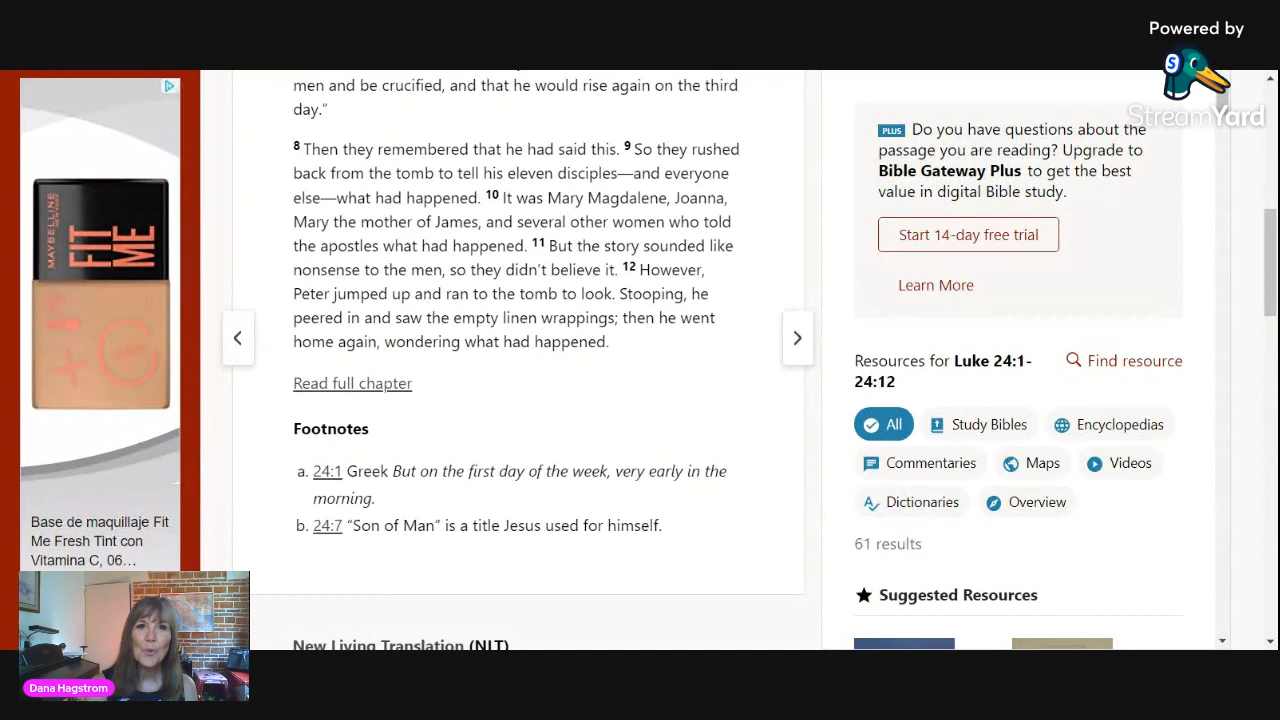 Powered by
StreamYard
MAYBELLINE
NEW YORK
FIT
ME
Base de maquillaje Fit
Me Fresh Tint con
Vitamina C, 06…
Dana Hagstrom
men and be crucified, and that he would rise again on the third
day.”
8 Then they remembered that he had said this. 9 So they rushed
back from the tomb to tell his eleven disciples—and everyone
else—what had happened. 10 It was Mary Magdalene, Joanna,
Mary the mother of James, and several other women who told
the apostles what had happened. 11 But the story sounded like
nonsense to the men, so they didn’t believe it. 12 However,
Peter jumped up and ran to the tomb to look. Stooping, he
peered in and saw the empty linen wrappings; then he went
home again, wondering what had happened.
Read full chapter
Footnotes
a. 24:1 Greek But on the first day of the week, very early in the
morning.
b. 24:7 “Son of Man” is a title Jesus used for himself.
New Living Translation (NLT)
PLUS Do you have questions about the
passage you are reading? Upgrade to
Bible Gateway Plus to get the best
value in digital Bible study.
Start 14-day free trial
Learn More
Resources for Luke 24:1-
24:12
Find resource
All
Study Bibles
Encyclopedias
Commentaries
Maps
Videos
Dictionaries
Overview
61 results
Suggested Resources